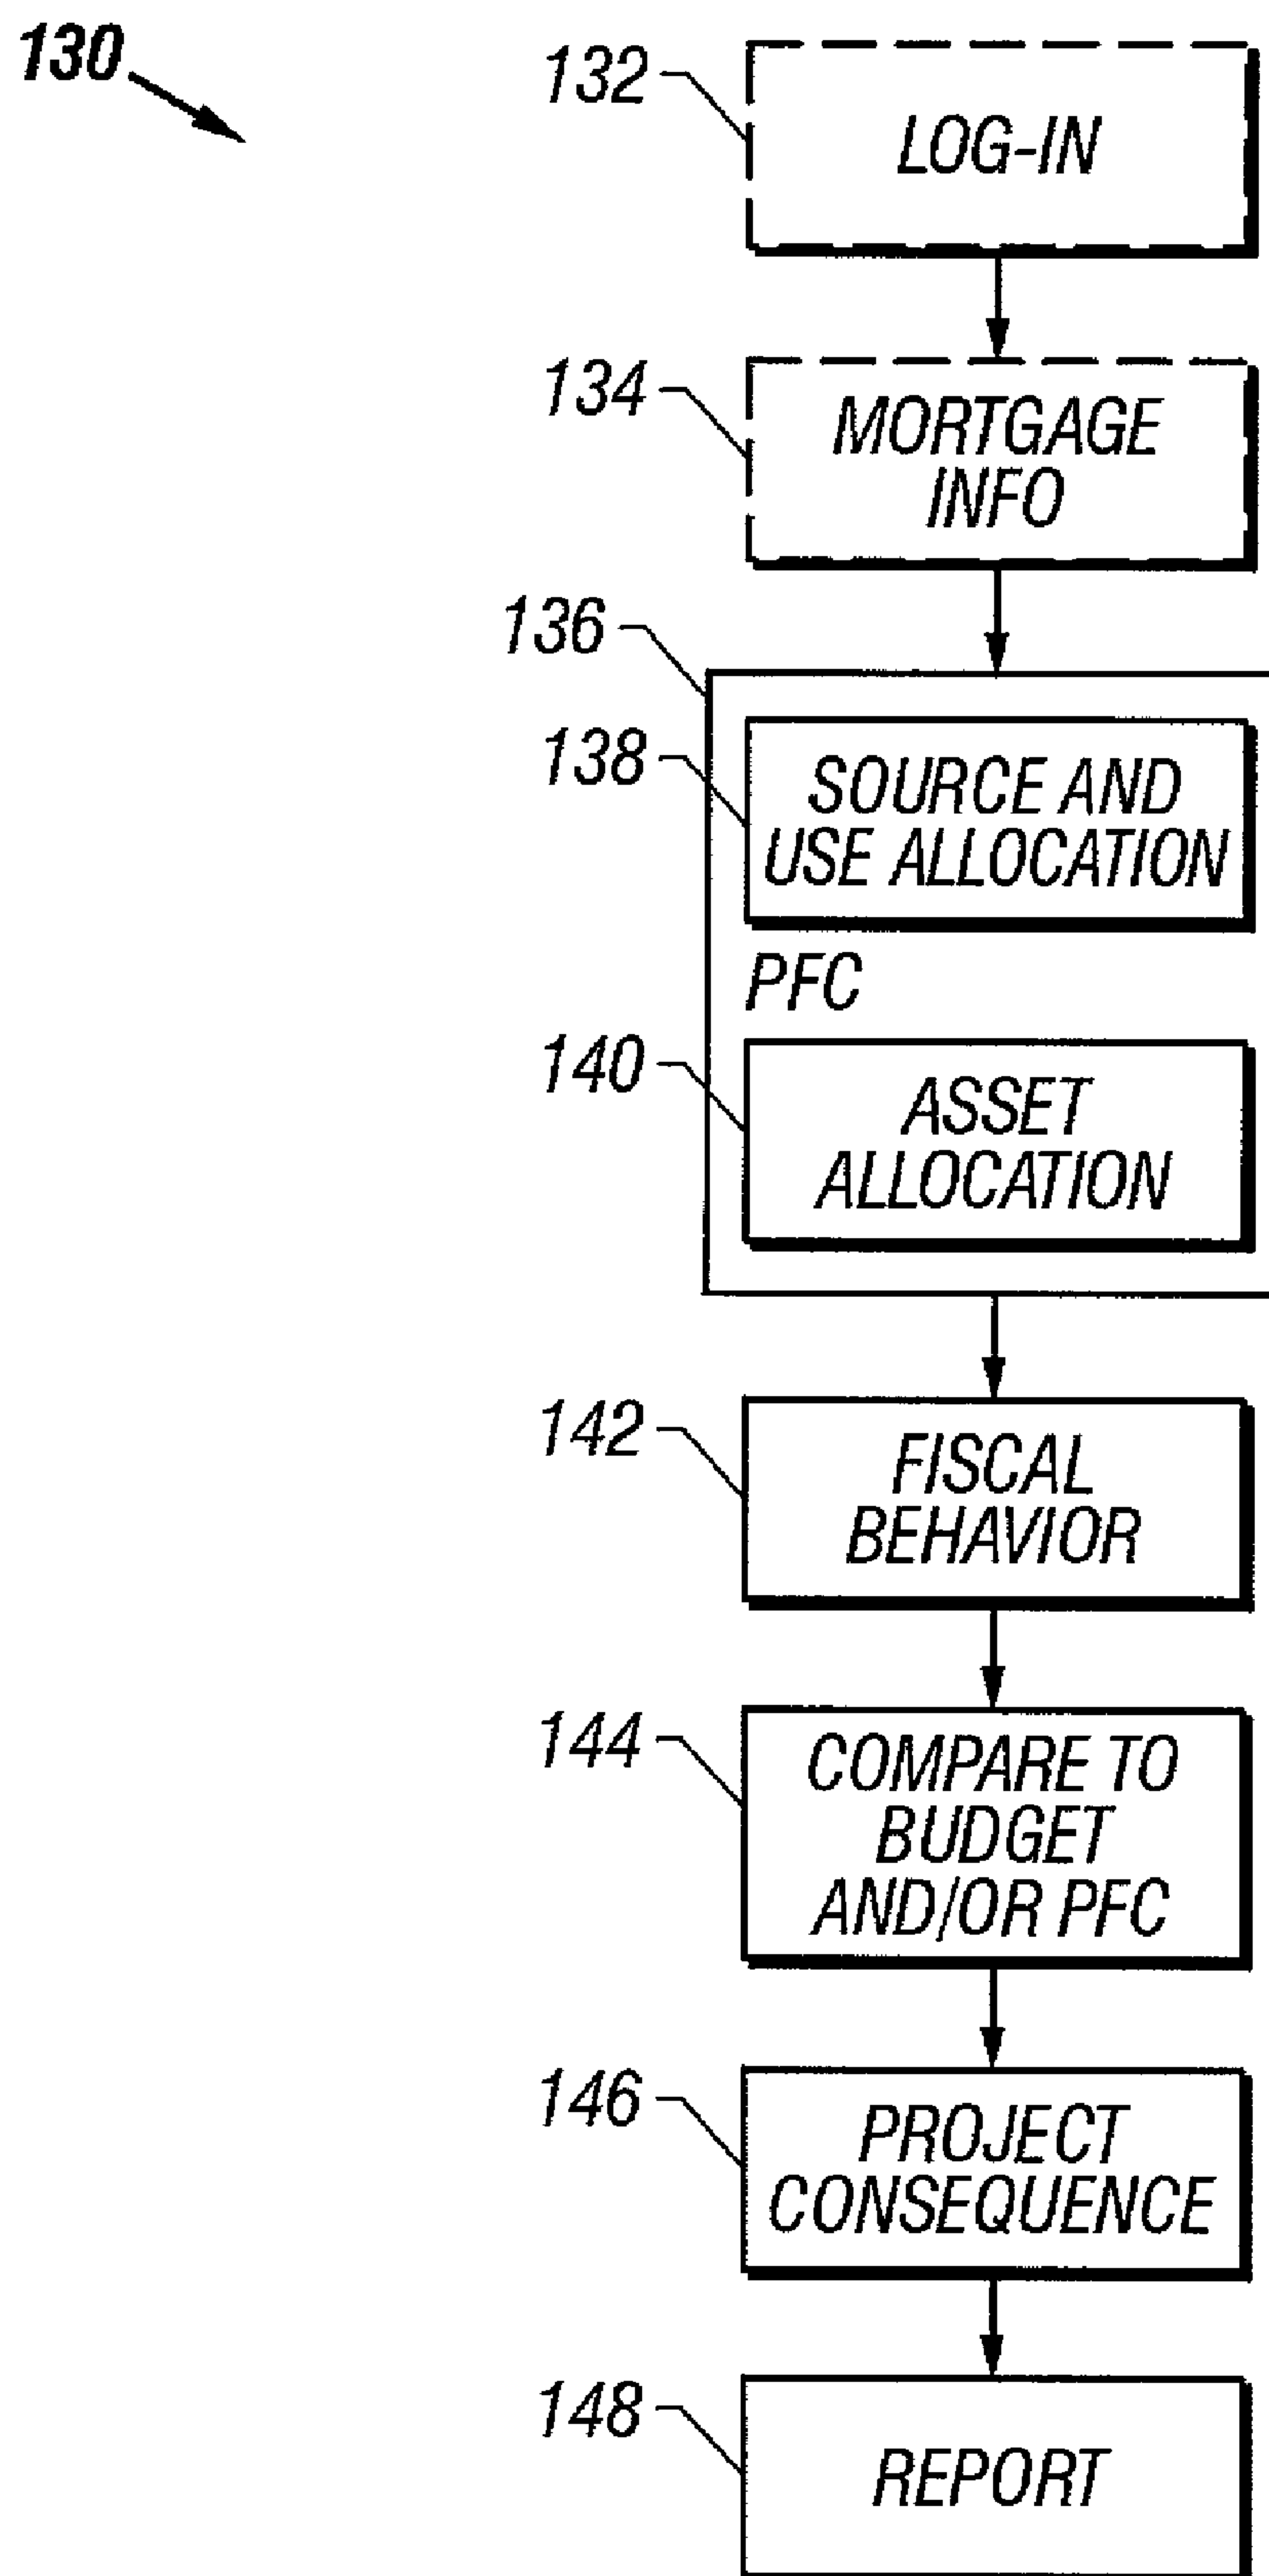 130
132
LOG-IN
134
MORTGAGE
INFO
136
138
SOURCE AND
USE ALLOCATION
PFC
140
ASSET
ALLOCATION
142
FISCAL
BEHAVIOR
144
COMPARE TO
BUDGET
AND/OR PFC
146
PROJECT
CONSEQUENCE
148
REPORT